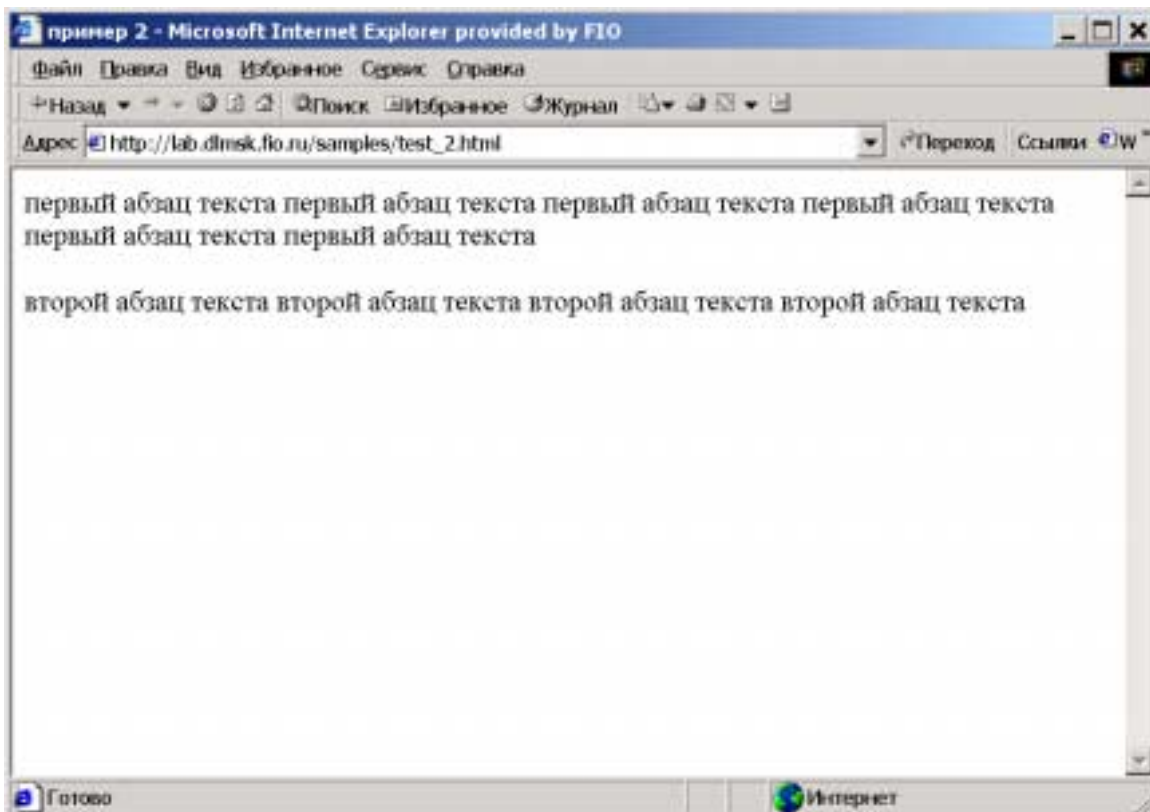 пример 2 - Microsoft Internet Explorer provided by FIO
Файл Правка Вид Избранное Сервис Справка
Назад Поиск Избранное Журнал
Адрес http://lab.dlmsk.fio.ru/samples/test_2.html Переход Ссылки W
первый абзац текста первый абзац текста первый абзац текста первый абзац текста
первый абзац текста первый абзац текста
второй абзац текста второй абзац текста второй абзац текста второй абзац текста
Готово Интернет